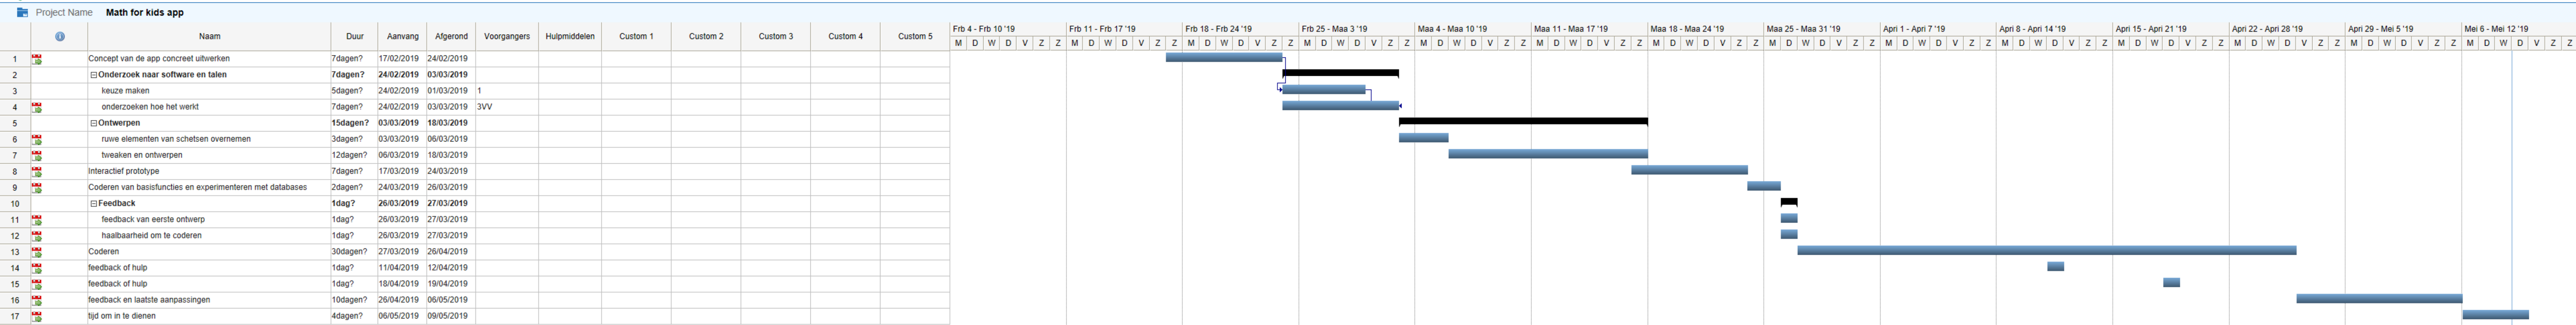 Project Name Math for kids app
Naam Duur Aanvang Afgerond Voorgangers Hulpmiddelen Custom 1 Custom 2 Custom 3 Custom 4 Custom 5
Frb 4 - Frb 10 '19 Frb 11 - Frb 17 '19 Frb 18 - Frb 24 '19 Frb 25 - Maa 3 '19 Maa 4 - Maa 10 '19 Maa 11 - Maa 17 '19 Maa 18 - Maa 24 '19 Maa 25 - Maa 31 '19 Apri 1 - Apri 7 '19 Apri 8 - Apri 14 '19 Apri 15 - Apri 21 '19 Apri 22 - Apri 28 '19 Apri 29 - Mei 5 '19 Mei 6 - Mei 12 '19
M D W D V Z Z M D W D V Z Z M D W D V Z Z M D W D V Z Z M D W D V Z Z M D W D V Z Z M D W D V Z Z M D W D V Z Z M D W D V Z Z M D W D V Z Z M D W D V Z Z M D W D V Z Z M D W D V Z Z M D W D V Z Z
1 Concept van de app concreet uitwerken 7dagen? 17/02/2019 24/02/2019
2 Onderzoek naar software en talen 7dagen? 24/02/2019 03/03/2019
3 keuze maken 5dagen? 24/02/2019 01/03/2019 1
4 onderzoeken hoe het werkt 7dagen? 24/02/2019 03/03/2019 3VV
5 Ontwerpen 15dagen? 03/03/2019 18/03/2019
6 ruwe elementen van schetsen overnemen 3dagen? 03/03/2019 06/03/2019
7 tweaken en ontwerpen 12dagen? 06/03/2019 18/03/2019
8 Interactief prototype 7dagen? 17/03/2019 24/03/2019
9 Coderen van basisfuncties en experimenteren met databases 2dagen? 24/03/2019 26/03/2019
10 Feedback 1dag? 26/03/2019 27/03/2019
11 feedback van eerste ontwerp 1dag? 26/03/2019 27/03/2019
12 haalbaarheid om te coderen 1dag? 26/03/2019 27/03/2019
13 Coderen 30dagen? 27/03/2019 26/04/2019
14 feedback of hulp 1dag? 11/04/2019 12/04/2019
15 feedback of hulp 1dag? 18/04/2019 19/04/2019
16 feedback en laatste aanpassingen 10dagen? 26/04/2019 06/05/2019
17 tijd om in te dienen 4dagen? 06/05/2019 09/05/2019